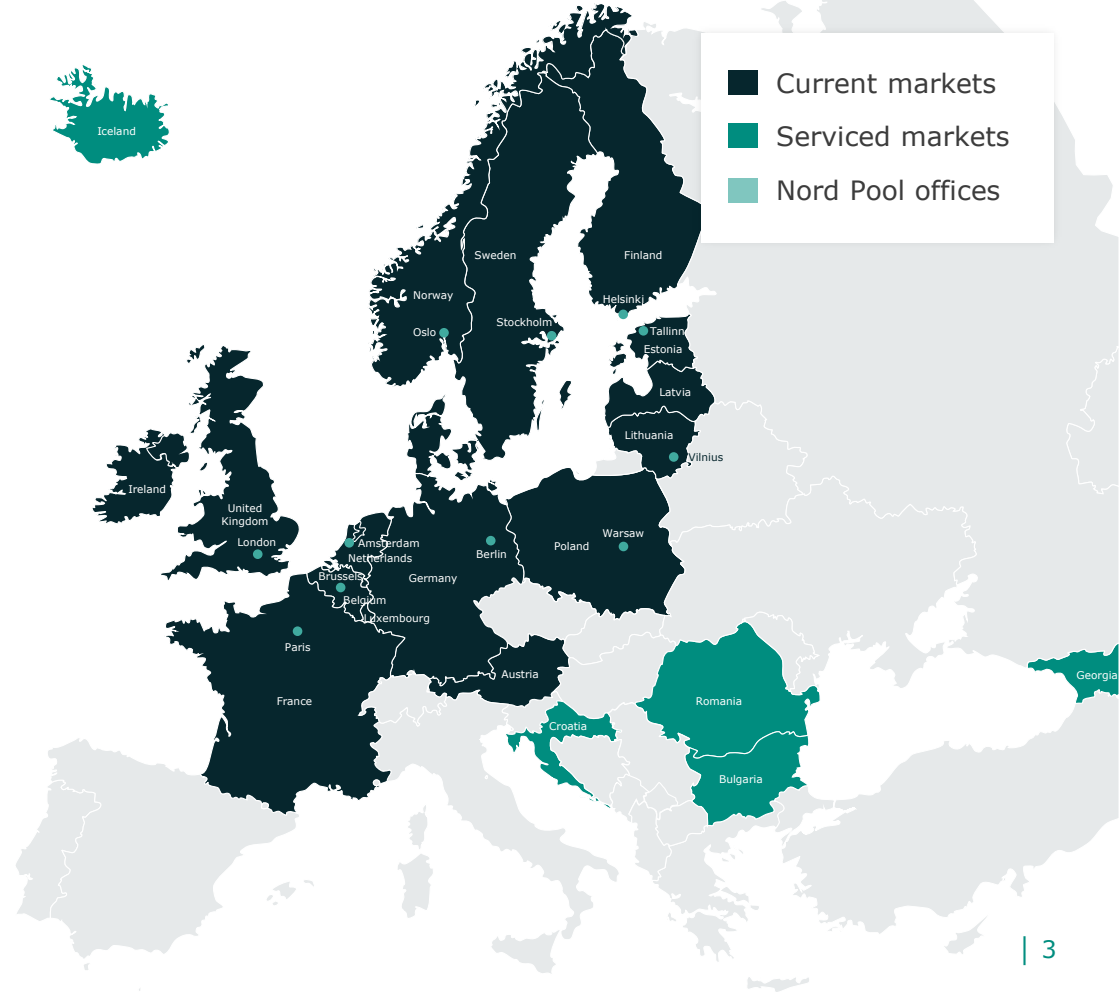 Current markets
Serviced markets
Nord Pool offices
Iceland
Sweden
Finland
Norway
Helsinki
Stockholm
Oslo
Tallinn
Estonia
Latvia
Lithuania
Vilnius
Ireland
United
Kingdom
London
Amsterdam
Netherlands
Berlin
Poland
Warsaw
Brussels
Germany
Belgium
Luxembourg
Paris
Austria
France
Georgia
Romania
Croatia
Bulgaria
| 3